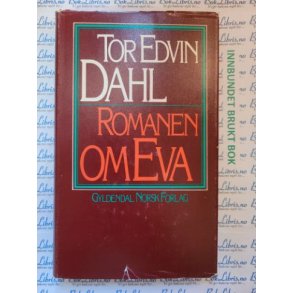 TOR EDVIN
DAHL
ROMANEN
OM EVA
GYLDENDAL NORSK FORLAG
INNBUNDET BRUKT BOK